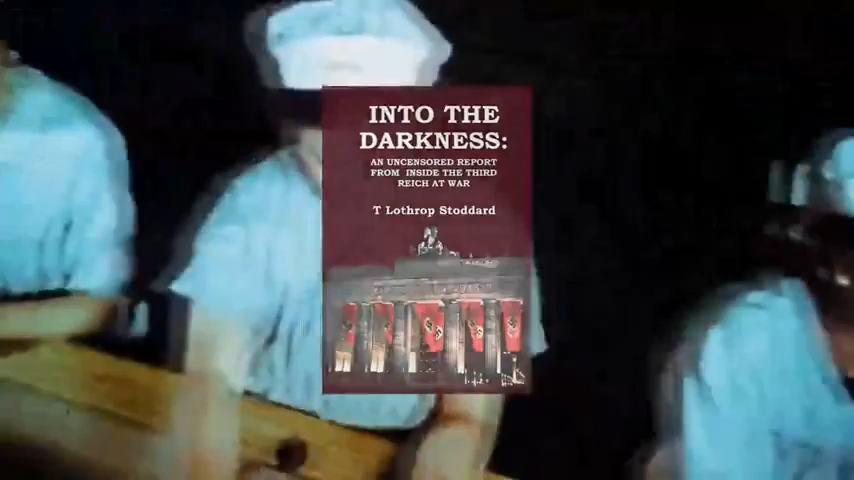 INTO THE
DARKNESS:
AN UNCENSORED REPORT
FROM INSIDE THE THIRD
REICH AT WAR
T Lothrop Stoddard